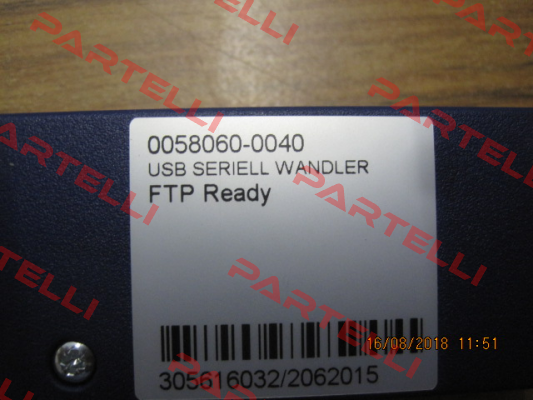 PARTELLI
PARTELLI
0058060-0040
USB SERIELL WANDLER
FTP Ready
PARTELLI
PARTELLI
PARTELLI
16/08/2018 11:51
305616032/2062015